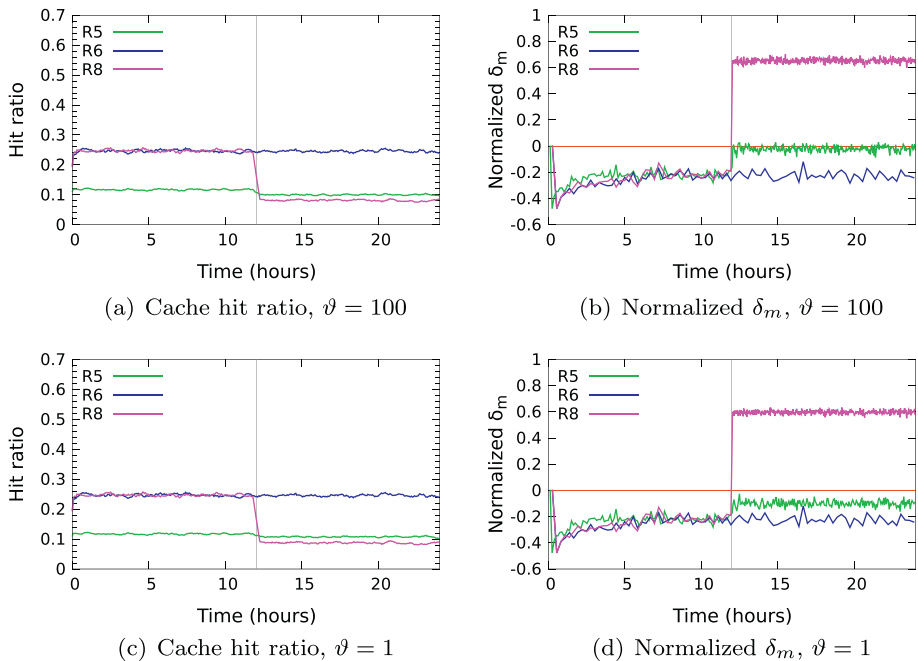 0.7
0.6
0.5
0.4
0.3
0.2
0.1
0
R5
R6
R8
Hit ratio
0 5 10 15 20
Time (hours)
(a) Cache hit ratio, ϑ = 100
1
0.8
0.6
0.4
0.2
0
-0.2
-0.4
-0.6
R5
R6
R8
Normalized δm
0 5 10 15 20
Time (hours)
(b) Normalized δm, ϑ = 100
0.7
0.6
0.5
0.4
0.3
0.2
0.1
0
R5
R6
R8
Hit ratio
0 5 10 15 20
Time (hours)
(c) Cache hit ratio, ϑ = 1
1
0.8
0.6
0.4
0.2
0
-0.2
-0.4
-0.6
R5
R6
R8
Normalized δm
0 5 10 15 20
Time (hours)
(d) Normalized δm, ϑ = 1